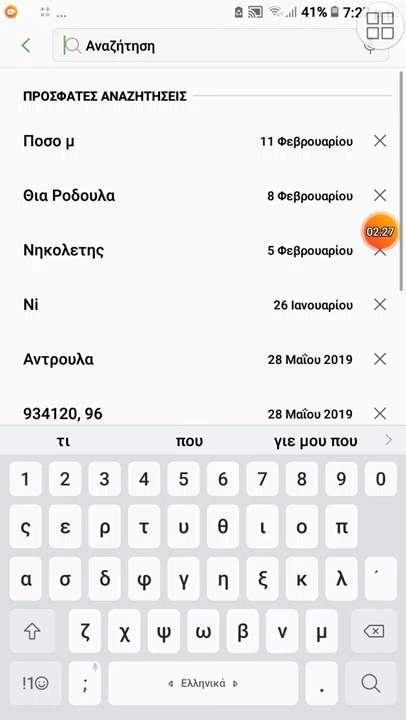 41% 7:27
Αναζήτηση
ΠΡΟΣΦΑΤΕΣ ΑΝΑΖΗΤΗΣΕΙΣ
Ποσο μ 11 Φεβρουαρίου
Θια Ροδουλα 8 Φεβρουαρίου
02:27
Νηκολετης 5 Φεβρουαρίου
Ni 26 Ιανουαρίου
Αντρουλα 28 Μαΐου 2019
934120, 96 28 Μαΐου 2019
τι που γιε μου που
1 2 3 4 5 6 7 8 9 0
ς ε ρ τ υ θ ι ο π
α σ δ φ γ η ξ κ λ ΄
ζ χ ψ ω β ν μ
!1☺ ; Ελληνικά .